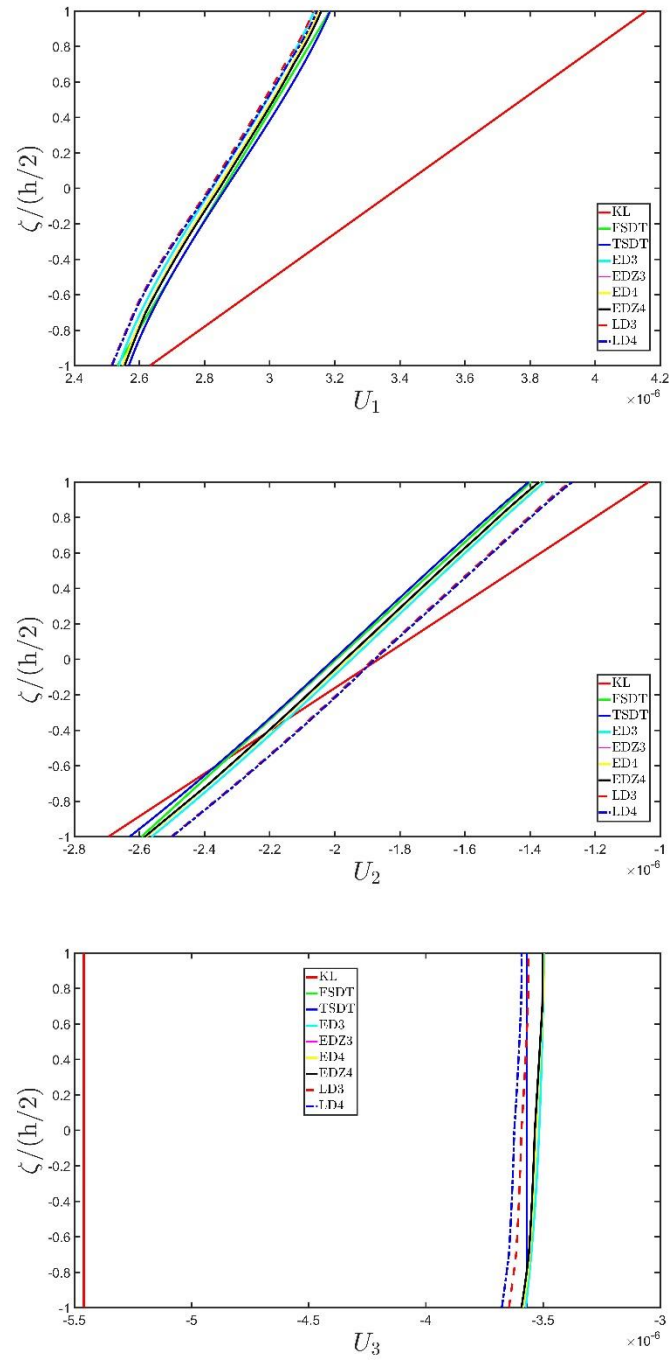 1
0.8
0.6
0.4
0.2
0
-0.2
-0.4
-0.6
-0.8
-1
ζ/(h/2)
KL
FSDT
TSDT
ED3
EDZ3
ED4
EDZ4
LD3
LD4
2.4 2.6 2.8 3 3.2 3.4 3.6 3.8 4 4.2
U₁ ×10⁻⁶
1
0.8
0.6
0.4
0.2
0
-0.2
-0.4
-0.6
-0.8
-1
ζ/(h/2)
KL
FSDT
TSDT
ED3
EDZ3
ED4
EDZ4
LD3
LD4
-2.8 -2.6 -2.4 -2.2 -2 -1.8 -1.6 -1.4 -1.2 -1
U₂ ×10⁻⁶
1
0.8
0.6
0.4
0.2
0
-0.2
-0.4
-0.6
-0.8
-1
ζ/(h/2)
KL
FSDT
TSDT
ED3
EDZ3
ED4
EDZ4
LD3
LD4
-5.5 -5 -4.5 -4 -3.5 -3
U₃ ×10⁻⁶